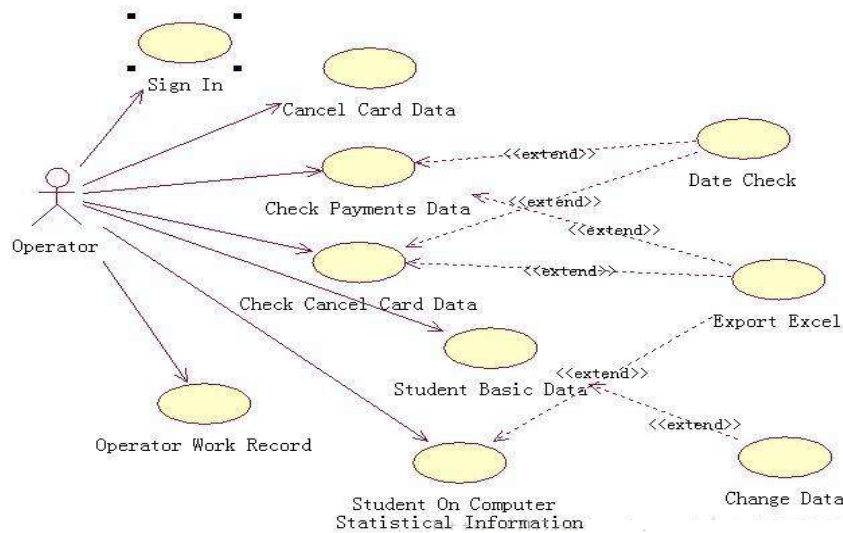 Sign In
Cancel Card Data
<<extend>>
Date Check
Check Payments Data
<<extend>>
Operator
<<extend>>
<<extend>>
Check Cancel Card Data
Export Excel
<<extend>>
Student Basic Data
<<extend>>
Operator Work Record
Student On Computer
Statistical Information
Change Data